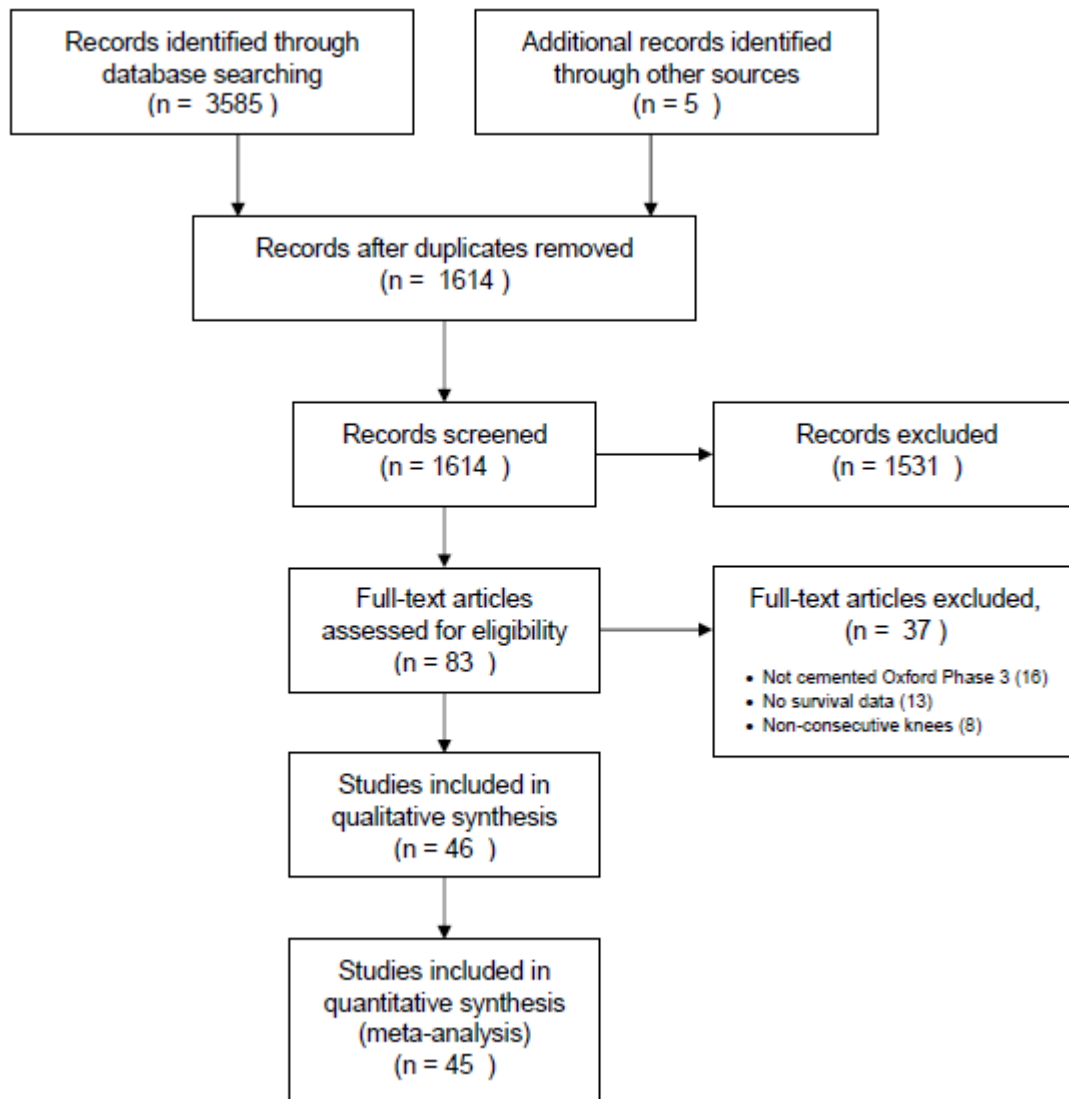 Records identified through
database searching
(n = 3585 )
Additional records identified
through other sources
(n = 5 )
Records after duplicates removed
(n = 1614 )
Records screened
(n = 1614 )
Records excluded
(n = 1531 )
Full-text articles
assessed for eligibility
(n = 83 )
Full-text articles excluded,
(n = 37 )
• Not cemented Oxford Phase 3 (16)
• No survival data (13)
• Non-consecutive knees (8)
Studies included in
qualitative synthesis
(n = 46 )
Studies included in
quantitative synthesis
(meta-analysis)
(n = 45 )